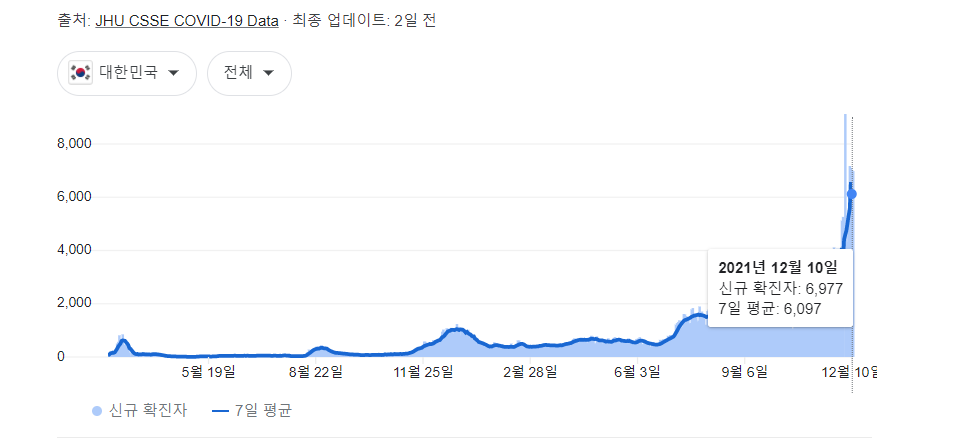 출처: JHU CSSE COVID-19 Data · 최종 업데이트: 2일 전
대한민국 전체
8,000
6,000
4,000
2,000
0
2021년 12월 10일
신규 확진자: 6,977
7일 평균: 6,097
5월 19일 8월 22일 11월 25일 2월 28일 6월 3일 9월 6일 12월 10일
신규 확진자 7일 평균